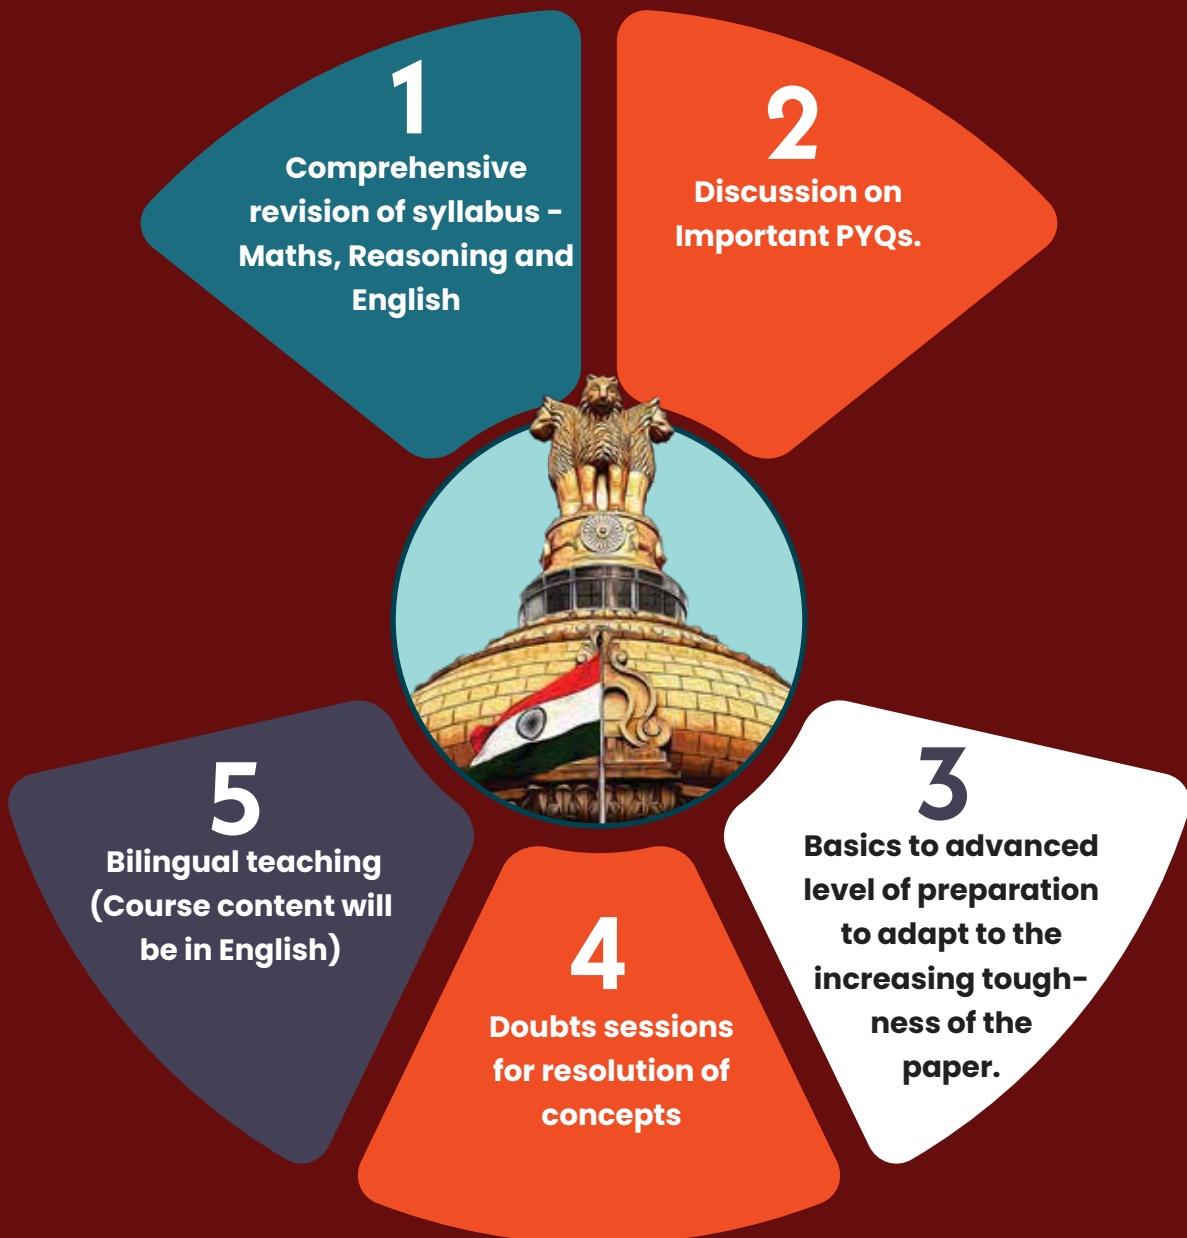 1
Comprehensive
revision of syllabus -
Maths, Reasoning and
English
2
Discussion on
Important PYQs.
3
Basics to advanced
level of preparation
to adapt to the
increasing tough-
ness of the
paper.
4
Doubts sessions
for resolution of
concepts
5
Bilingual teaching
(Course content will
be in English)